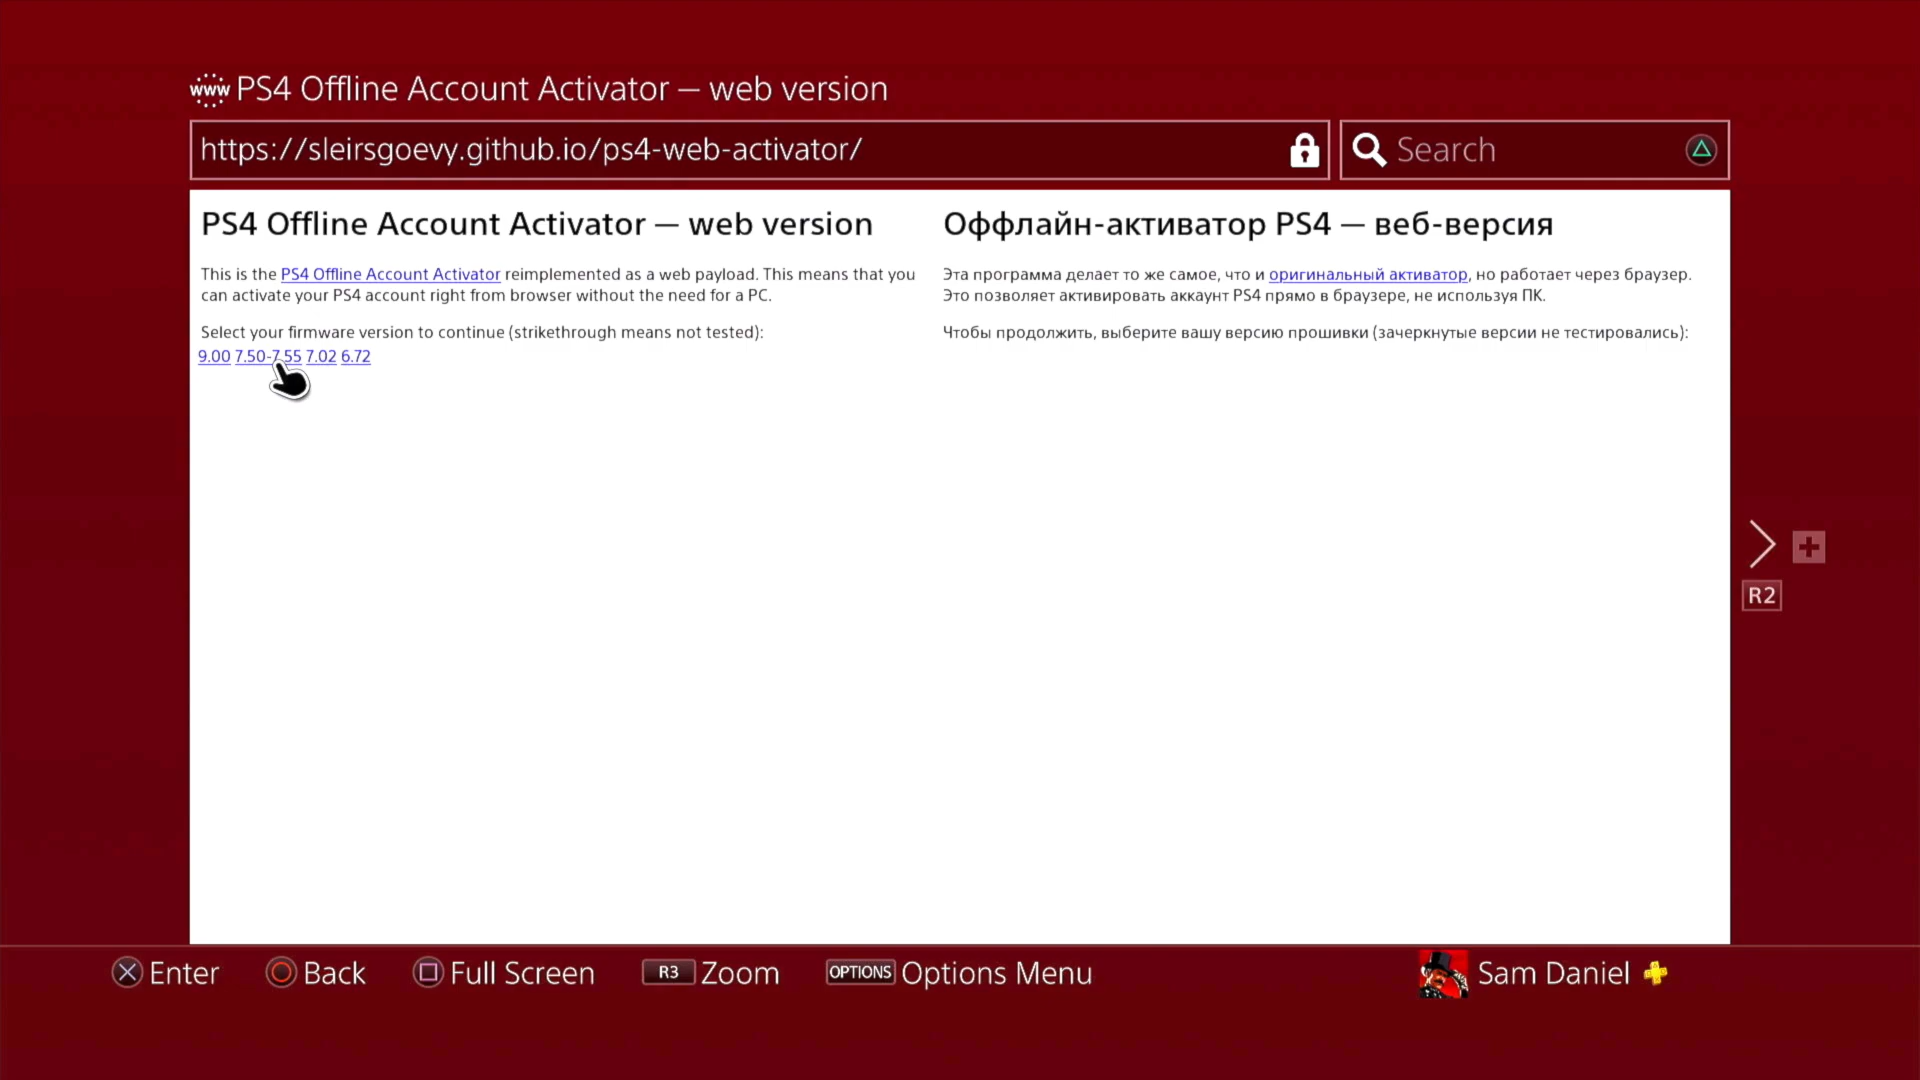 www PS4 Offline Account Activator — web version
https://sleirsgoevy.github.io/ps4-web-activator/
Search
PS4 Offline Account Activator — web version
This is the PS4 Offline Account Activator reimplemented as a web payload. This means that you
can activate your PS4 account right from browser without the need for a PC.
Select your firmware version to continue (strikethrough means not tested):
9.00 7.50-7.55 7.02 6.72
Оффлайн-активатор PS4 — веб-версия
Эта программа делает то же самое, что и оригинальный активатор, но работает через браузер.
Это позволяет активировать аккаунт PS4 прямо в браузере, не используя ПК.
Чтобы продолжить, выберите вашу версию прошивки (зачеркнутые версии не тестировались):
R2
Enter
Back
Full Screen
R3 Zoom
OPTIONS Options Menu
Sam Daniel